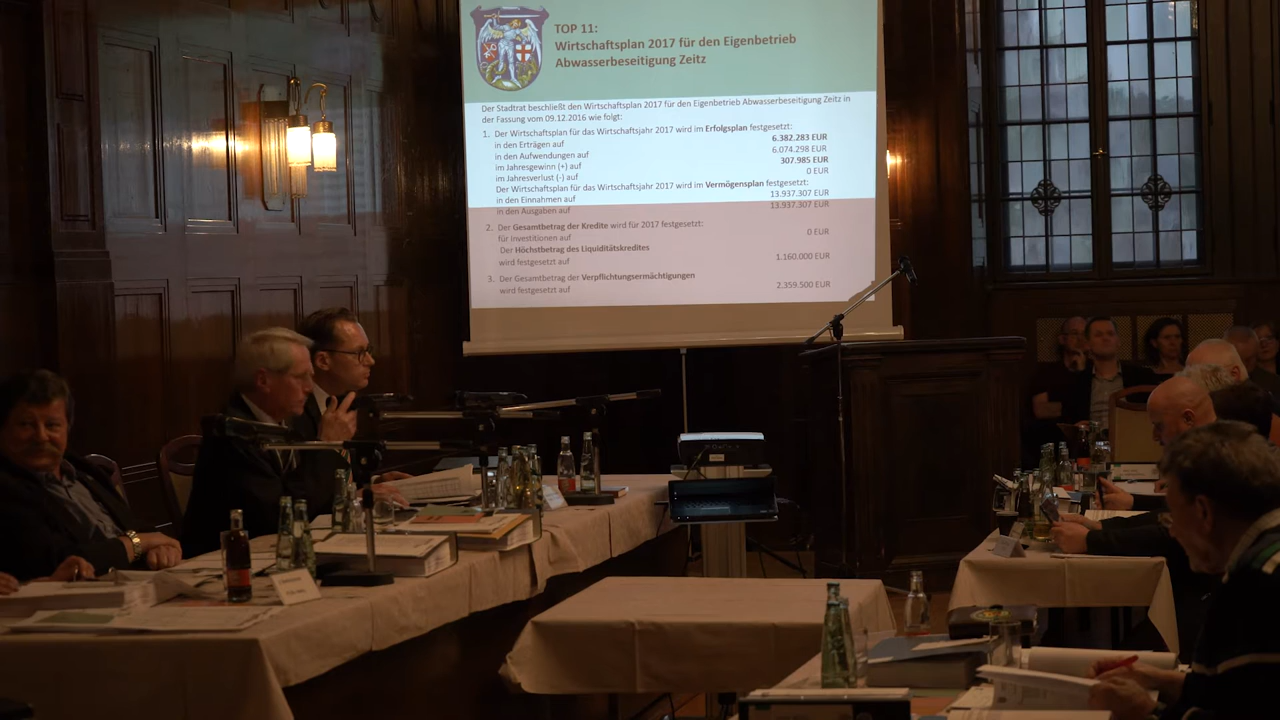 TOP 11:
Wirtschaftsplan 2017 für den Eigenbetrieb
Abwasserbeseitigung Zeitz
Der Stadtrat beschließt den Wirtschaftsplan 2017 für den Eigenbetrieb Abwasserbeseitigung Zeitz in
der Fassung vom 09.12.2016 wie folgt:
1. Der Wirtschaftsplan für das Wirtschaftsjahr 2017 wird im Erfolgsplan festgesetzt:
in den Erträgen auf 6.382.283 EUR
in den Aufwendungen auf 6.074.298 EUR
im Jahresgewinn (+) auf 307.985 EUR
im Jahresverlust (-) auf 0 EUR
Der Wirtschaftsplan für das Wirtschaftsjahr 2017 wird im Vermögensplan festgesetzt:
in den Einnahmen auf 13.937.307 EUR
in den Ausgaben auf 13.937.307 EUR
2. Der Gesamtbetrag der Kredite wird für 2017 festgesetzt:
für Investitionen auf 0 EUR
Der Höchstbetrag des Liquiditätskredites
wird festgesetzt auf 1.160.000 EUR
3. Der Gesamtbetrag der Verpflichtungsermächtigungen
wird festgesetzt auf 2.359.500 EUR